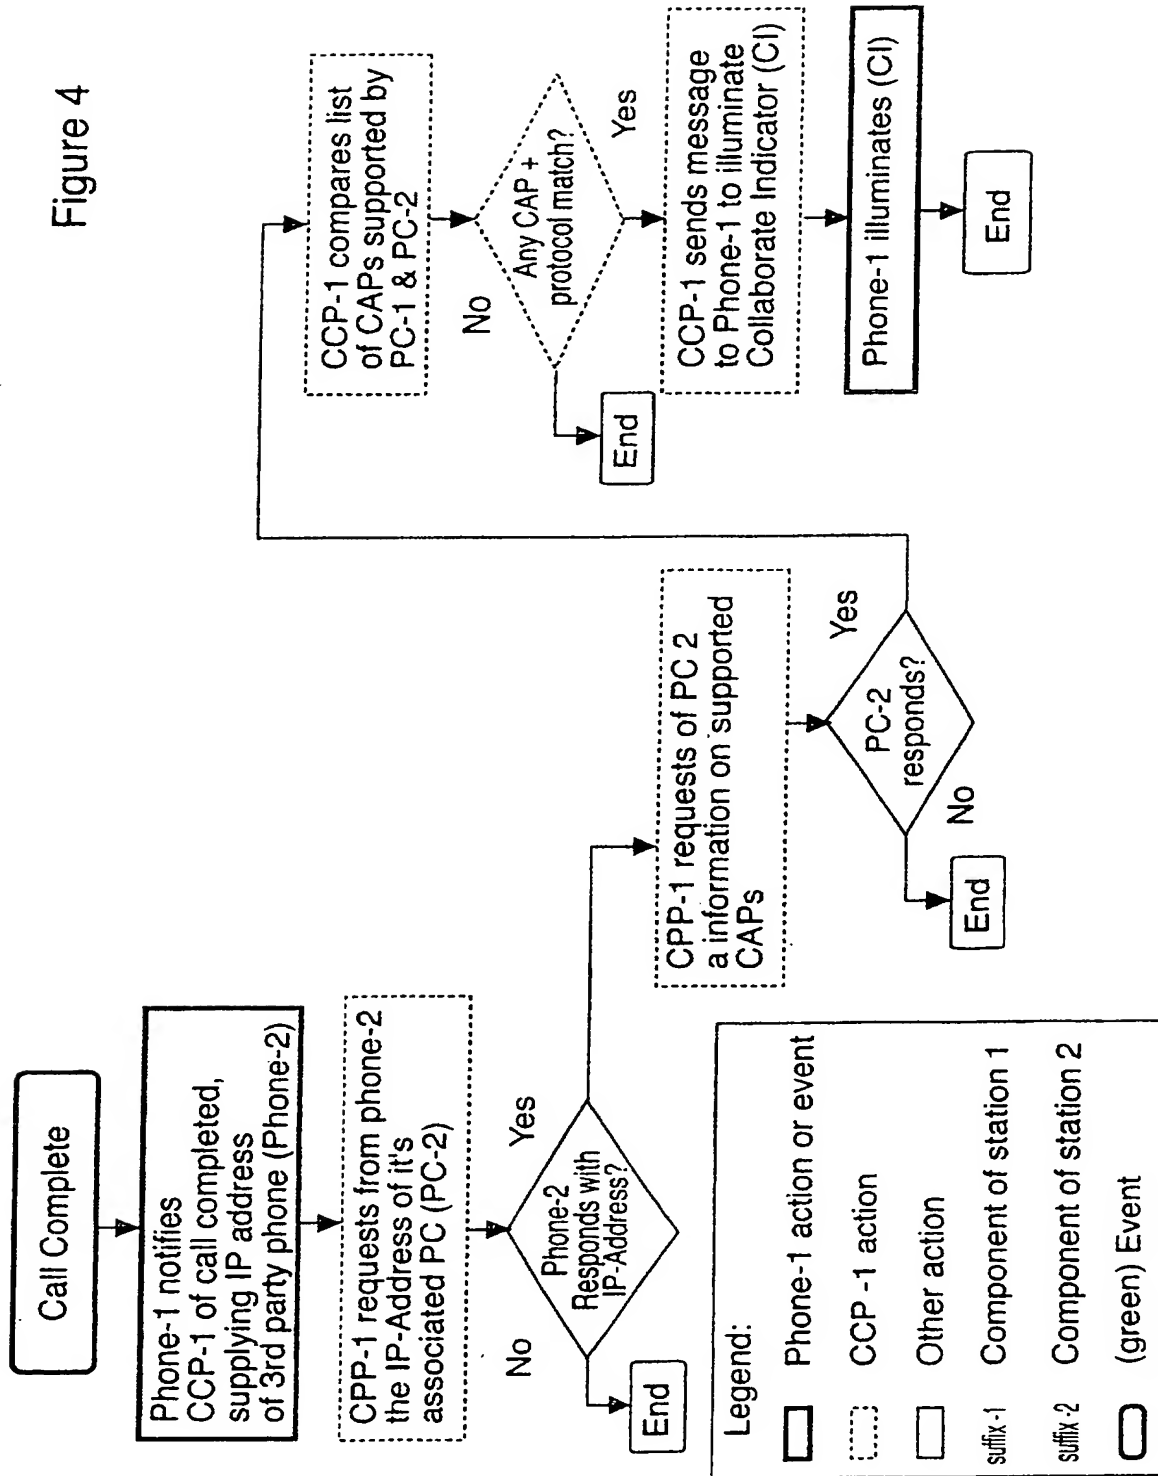 Figure 4
Call Complete
Phone-1 notifies
CCP-1 of call completed,
supplying IP address
of 3rd party phone (Phone-2)
CPP-1 requests from phone-2
the IP-Address of it's
associated PC (PC-2)
Phone-2
Responds with
IP-Address?
No
Yes
End
CPP-1 requests of PC 2
a information on supported
CAPs
PC-2
responds?
No
Yes
End
CCP-1 compares list
of CAPs supported by
PC-1 & PC-2
Any CAP +
protocol match?
No
Yes
End
CCP-1 sends message
to Phone-1 to illuminate
Collaborate Indicator (CI)
Phone-1 illuminates (CI)
End
Legend:
Phone-1 action or event
CCP -1 action
Other action
suffix-1 Component of station 1
suffix-2 Component of station 2
(green) Event